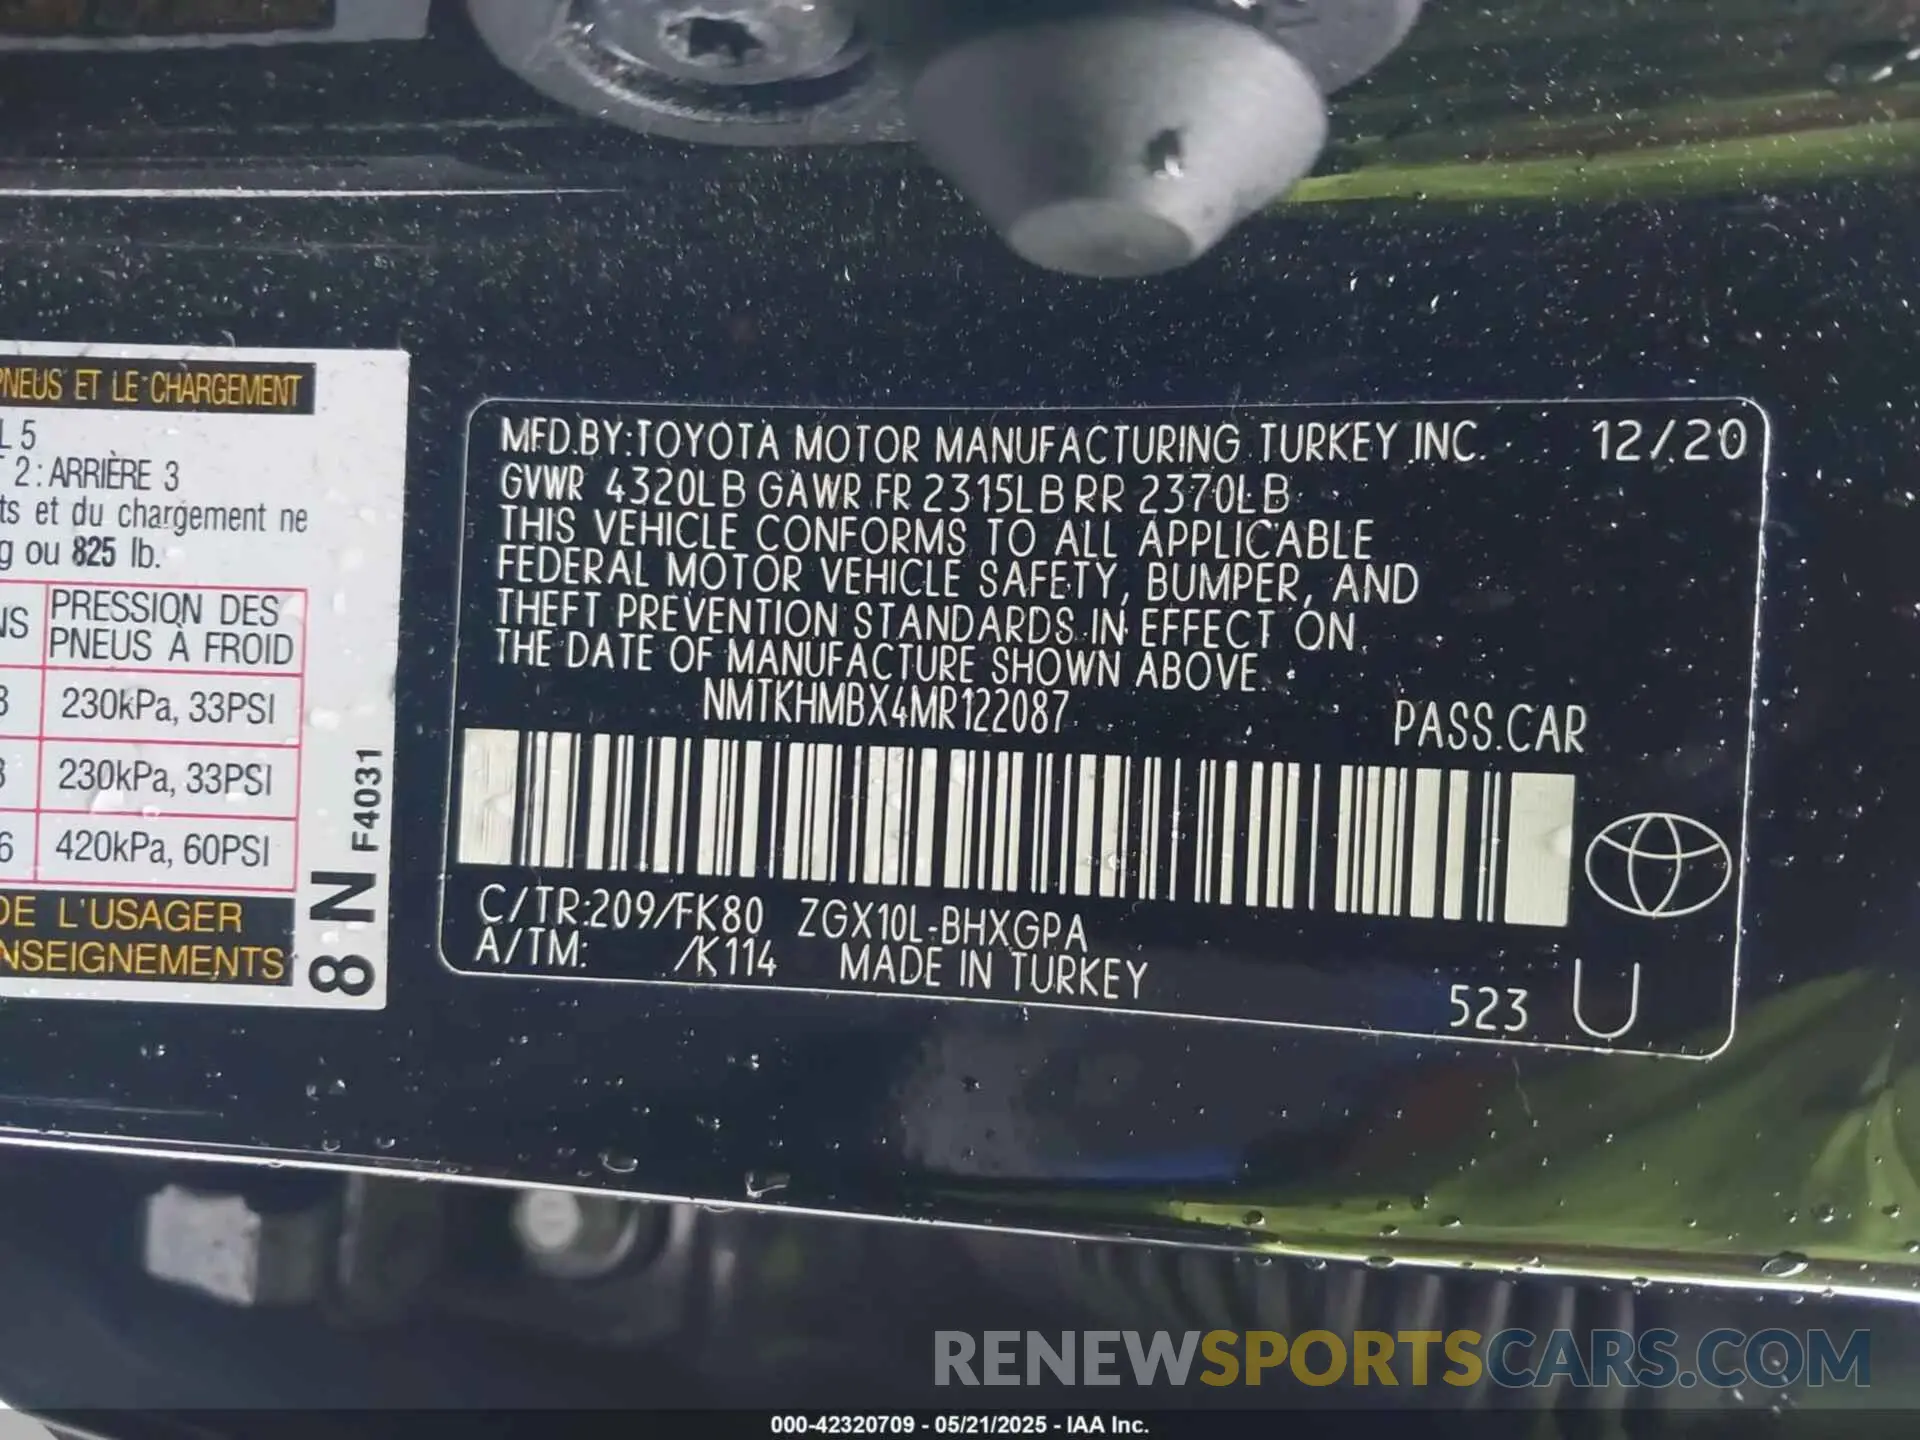 PNEUS ET LE CHARGEMENT
L 5
2 : ARRIÈRE 3
ts et du chargement ne
g ou 825 lb.
NS PRESSION DES
PNEUS À FROID
230kPa, 33PSI
230kPa, 33PSI
6 420kPa, 60PSI
DE L'USAGER
NSEIGNEMENTS
8 N F4031
MFD.BY:TOYOTA MOTOR MANUFACTURING TURKEY INC. 12/20
GVWR 4320LB GAWR FR 2315LB RR 2370LB
THIS VEHICLE CONFORMS TO ALL APPLICABLE
FEDERAL MOTOR VEHICLE SAFETY, BUMPER, AND
THEFT PREVENTION STANDARDS IN EFFECT ON
THE DATE OF MANUFACTURE SHOWN ABOVE.
NMTKHMBX4MR122087 PASS.CAR
C/TR:209/FK80 ZGX10L-BHXGPA
A/TM: /K114 MADE IN TURKEY
523 U
RENEWSPORTSCARS.COM
000-42320709 - 05/21/2025 - IAA Inc.